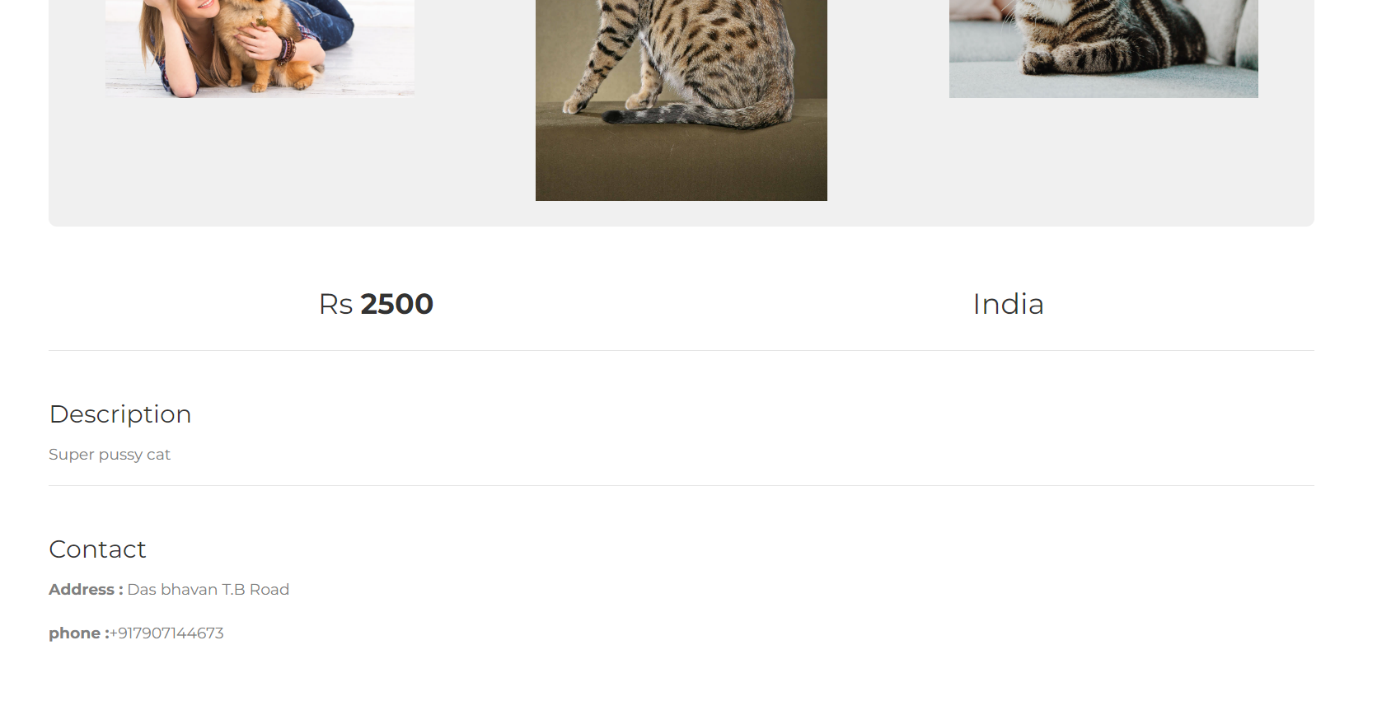 Rs 2500
India
Description
Super pussy cat
Contact
Address : Das bhavan T.B Road
phone :+917907144673